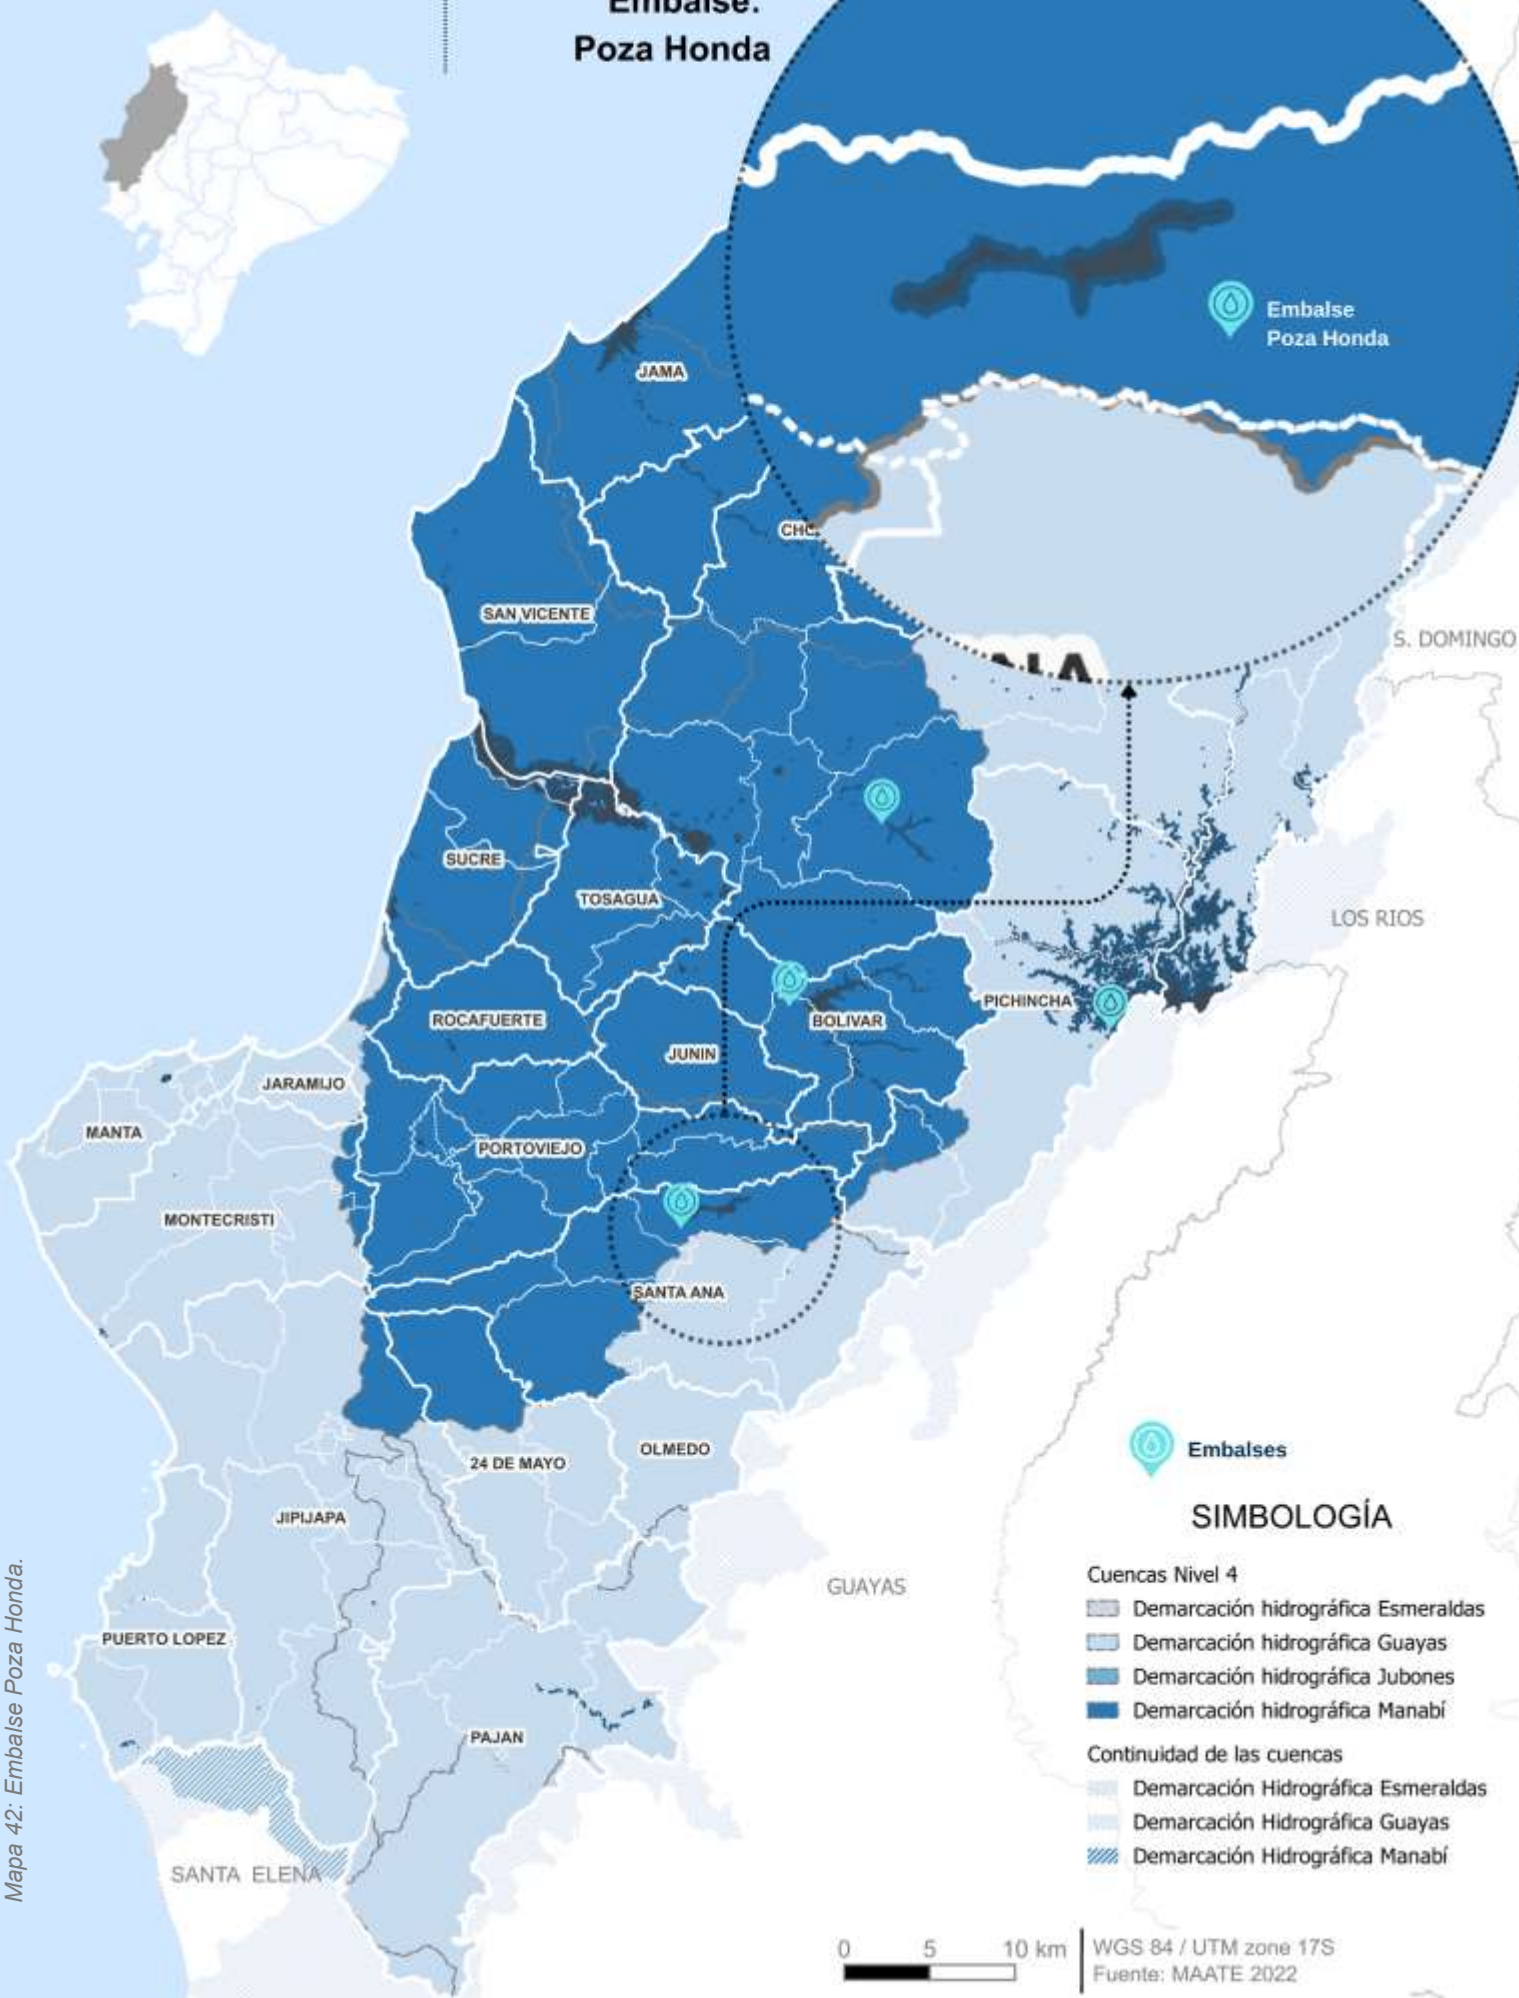 Embalse:
Poza Honda
Embalse
Poza Honda
JAMA
SAN VICENTE
S. DOMINGO
SUCRE
TOSAGUA
LOS RIOS
ROCAFUERTE
BOLIVAR
PICHINCHA
JUNIN
JARAMIJO
MANTA
PORTOVIEJO
MONTECRISTI
SANTA ANA
24 DE MAYO
OLMEDO
JIPIJAPA
GUAYAS
PUERTO LOPEZ
PAJAN
SANTA ELENA
Embalses
SIMBOLOGÍA
Cuencas Nivel 4
Demarcación hidrográfica Esmeraldas
Demarcación hidrográfica Guayas
Demarcación hidrográfica Jubones
Demarcación hidrográfica Manabí
Continuidad de las cuencas
Demarcación Hidrográfica Esmeraldas
Demarcación Hidrográfica Guayas
Demarcación Hidrográfica Manabí
0 5 10 km
WGS 84 / UTM zone 17S
Fuente: MAATE 2022
Mapa 42: Embalse Poza Honda.